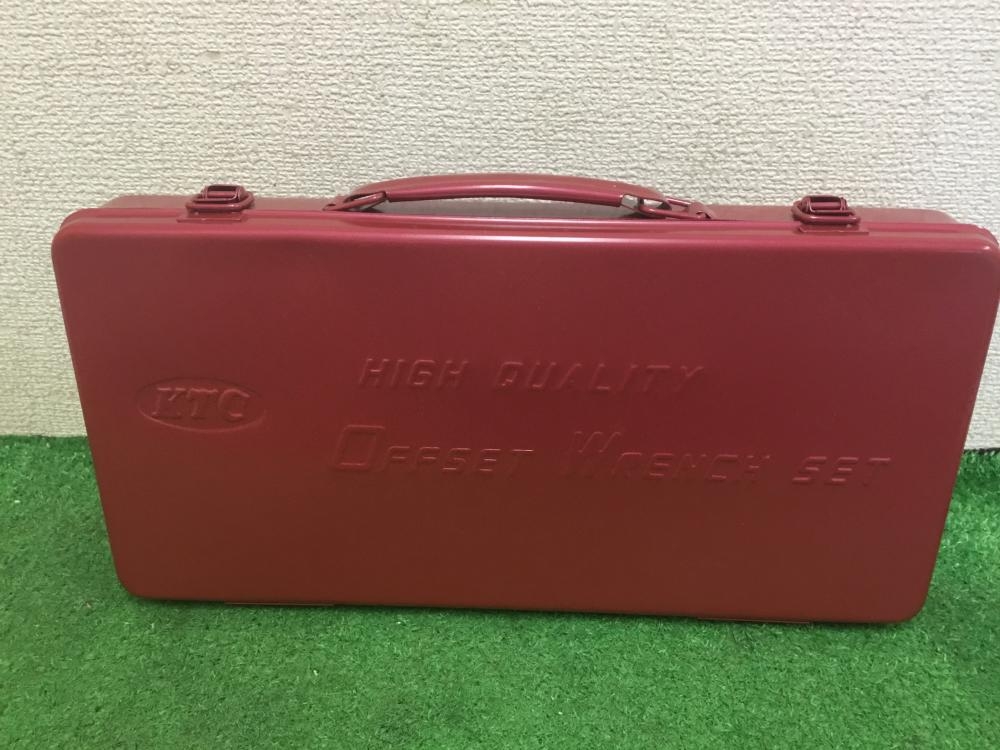 HIGH QUALITY
KTC
OFFSET WRENCH SET